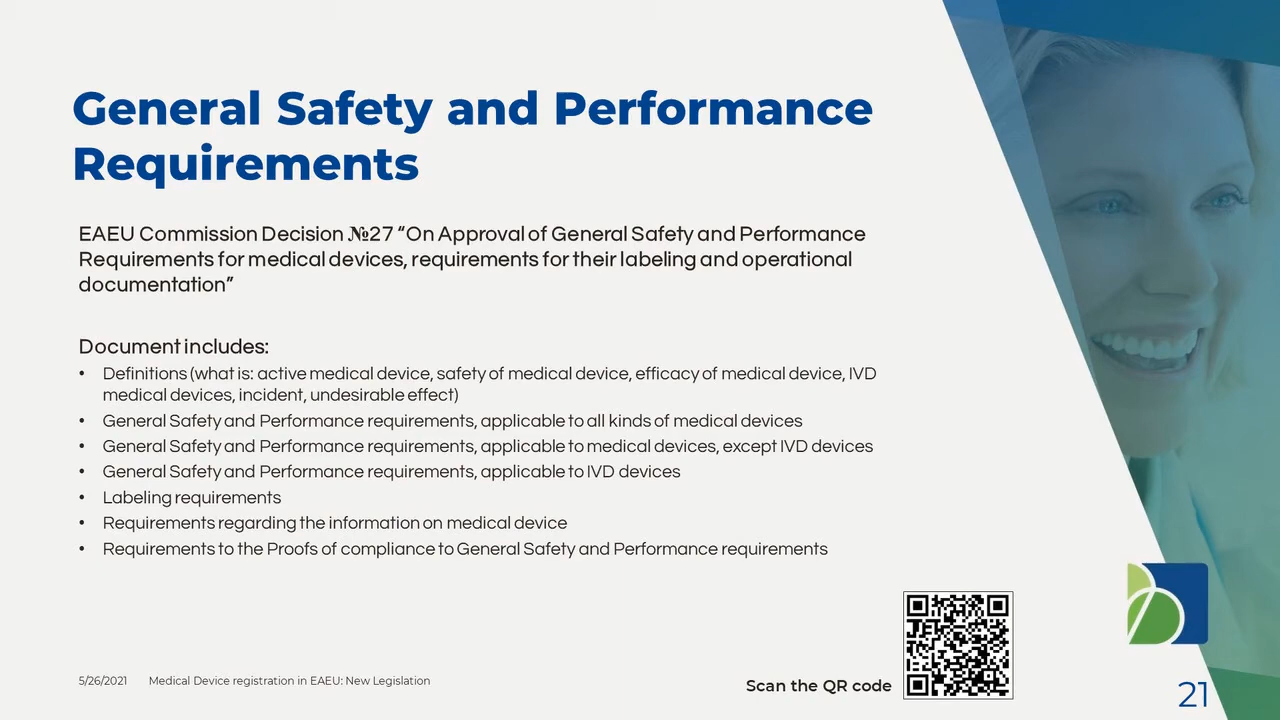 General Safety and Performance
Requirements
EAEU Commission Decision №27 “On Approval of General Safety and Performance
Requirements for medical devices, requirements for their labeling and operational
documentation”
Document includes:
• Definitions (what is: active medical device, safety of medical device, efficacy of medical device, IVD
medical devices, incident, undesirable effect)
• General Safety and Performance requirements, applicable to all kinds of medical devices
• General Safety and Performance requirements, applicable to medical devices, except IVD devices
• General Safety and Performance requirements, applicable to IVD devices
• Labeling requirements
• Requirements regarding the information on medical device
• Requirements to the Proofs of compliance to General Safety and Performance requirements
5/26/2021 Medical Device registration in EAEU: New Legislation
Scan the QR code
21